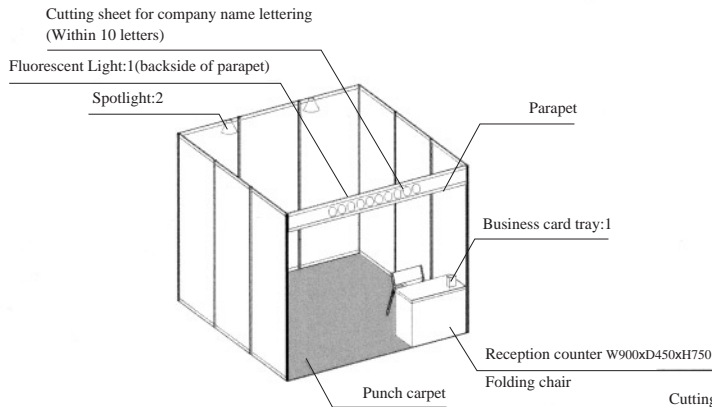 Cutting sheet for company name lettering
(Within 10 letters)
Fluorescent Light:1(backside of parapet)
Spotlight:2
Parapet
Business card tray:1
Reception counter W900xD450xH750
Folding chair
Punch carpet
Cutting